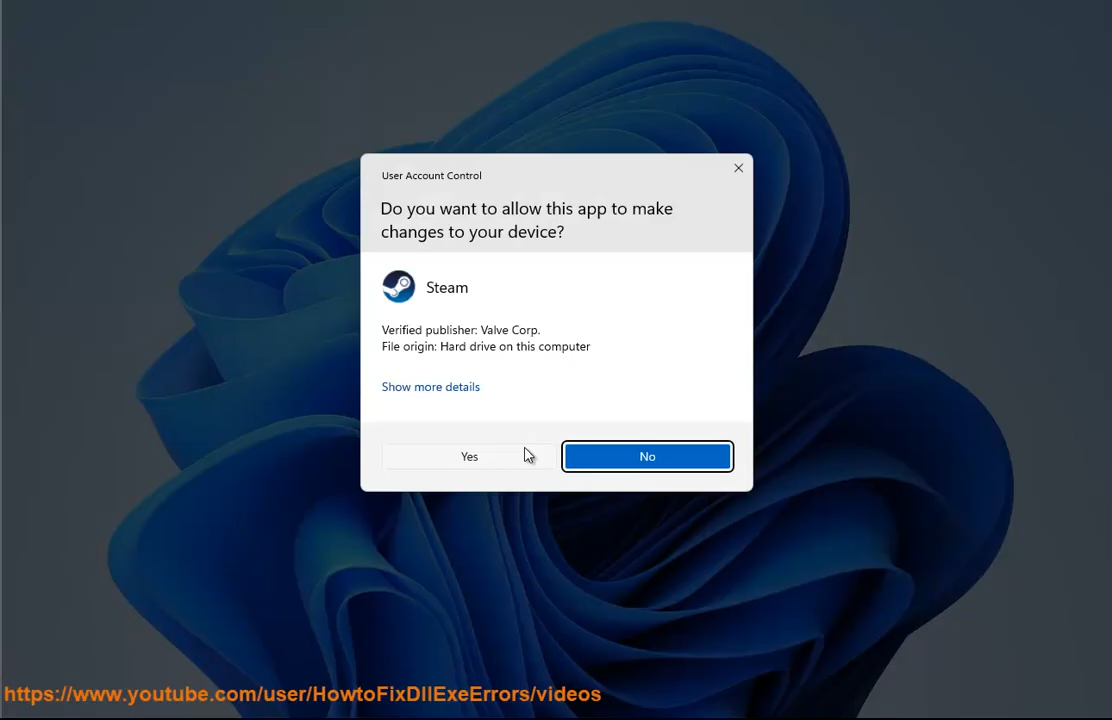 User Account Control
Do you want to allow this app to make
changes to your device?
Steam
Verified publisher: Valve Corp.
File origin: Hard drive on this computer
Show more details
Yes
No
https://www.youtube.com/user/HowtoFixDllExeErrors/videos